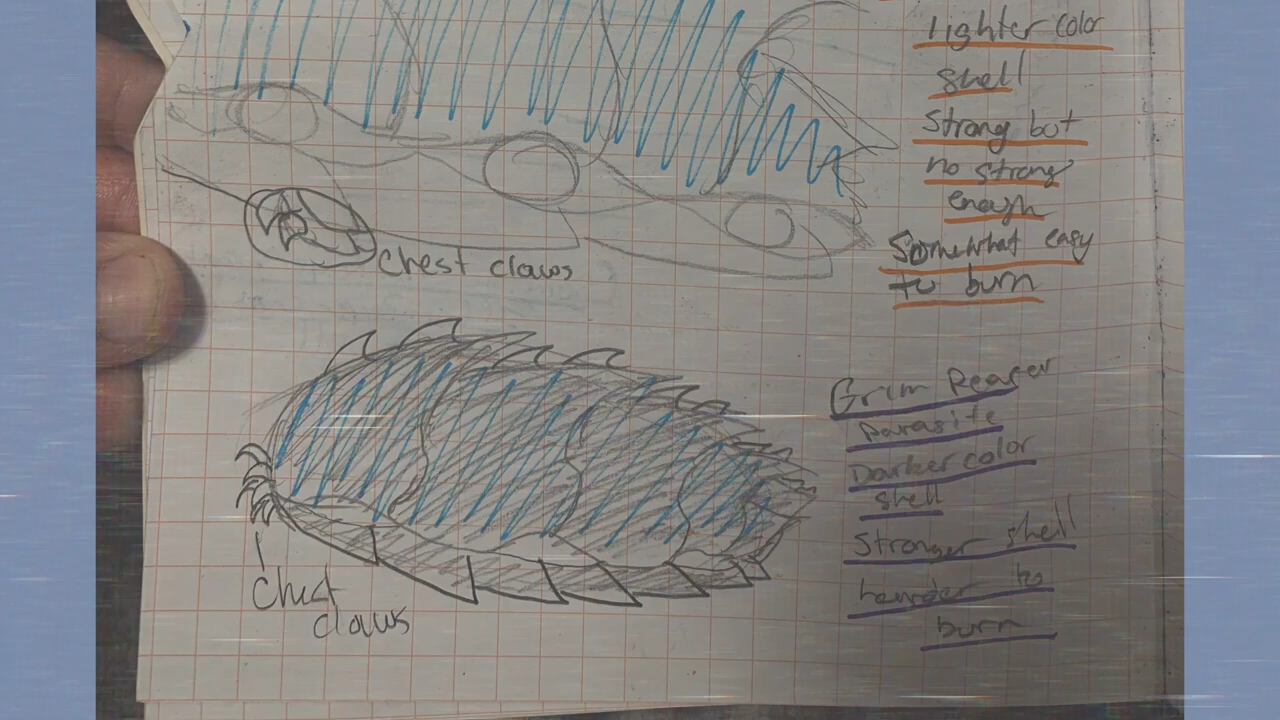 Lighter color
shell
Strong but
no strong
enough
Somewhat easy
to burn
Chest claws
Grim Reaper
Parasite
Darker color
shell
Stronger shell
harder to
burn
Chest
claws